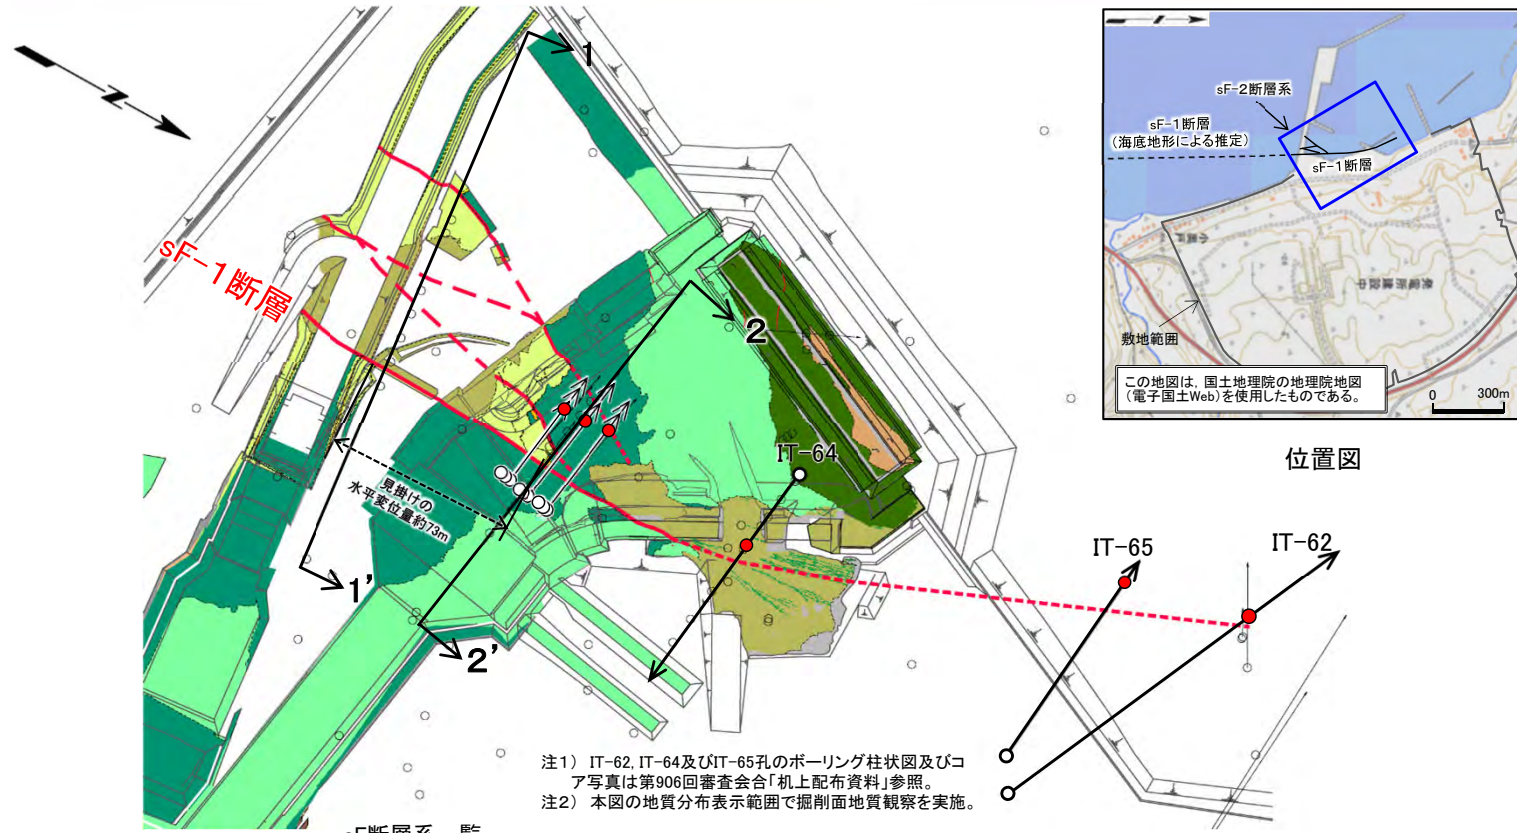 N
1
sF-1断層
2
IT-64
見掛けの
水平変位量約73m
1'
2'
IT-65
IT-62
sF-2断層系
sF-1断層
(海底地形による推定)
sF-1断層
敷地範囲
発電所建設中
この地図は,国土地理院の地理院地図
(電子国土Web)を使用したものである。
0 300m
位置図
注1) IT-62, IT-64及びIT-65孔のボーリング柱状図及びコ
ア写真は第906回審査会合「机上配布資料」参照。
注2) 本図の地質分布表示範囲で掘削面地質観察を実施。